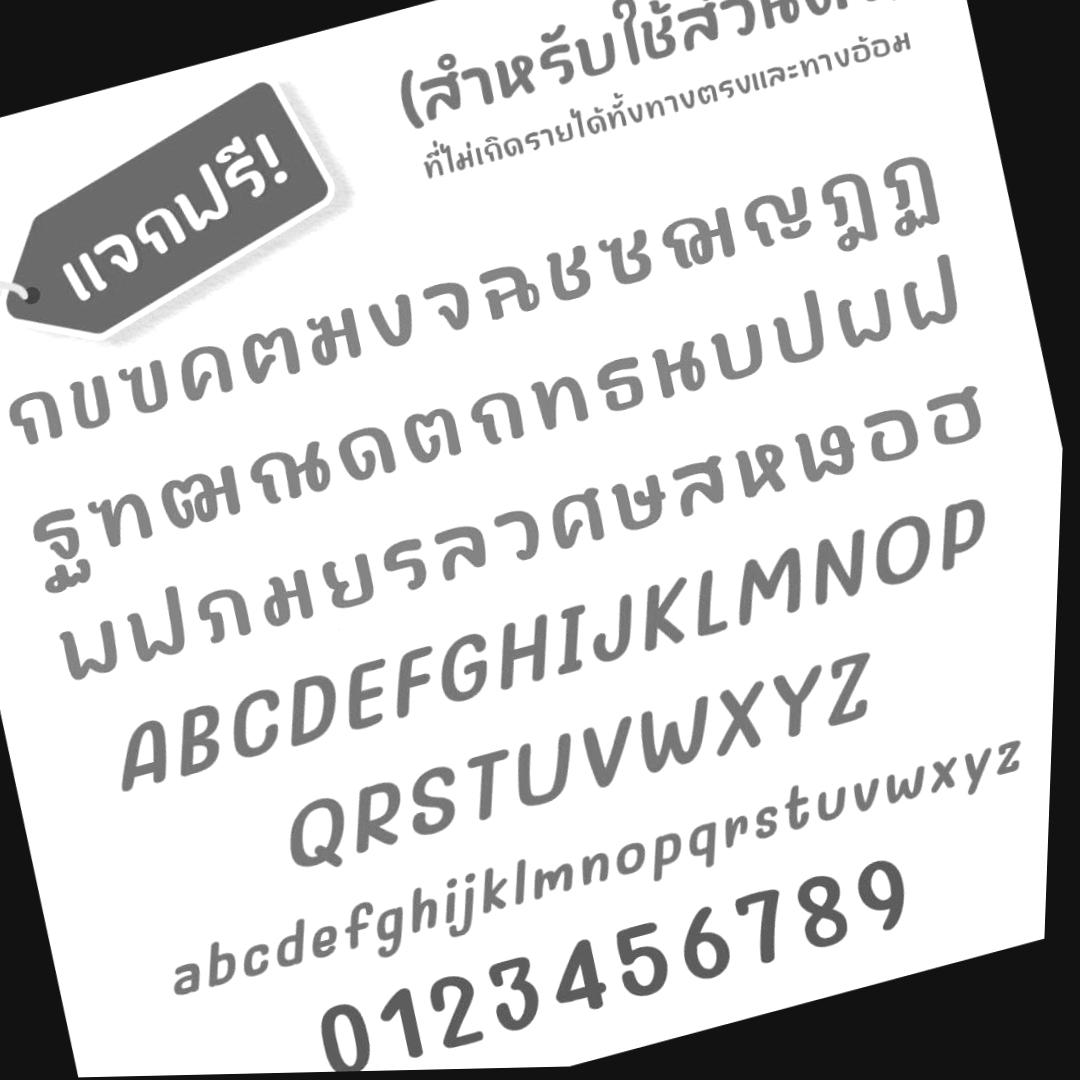 (สำหรับใช้ส่วน
ที่ไม่เกิดรายได้ทั้งทางตรงและทางอ้อม
แจกฟรี!
กขฃคฅฆงจฉชซฌญฎฏ
ฐฑฒณดตถทธนบปผฝ
พฟภมยรลวศษสหฬอฮ
ABCDEFGHIJKLMNOP
QRSTUVWXYZ
abcdefghijklmnopqrstuvwxyz
0123456789